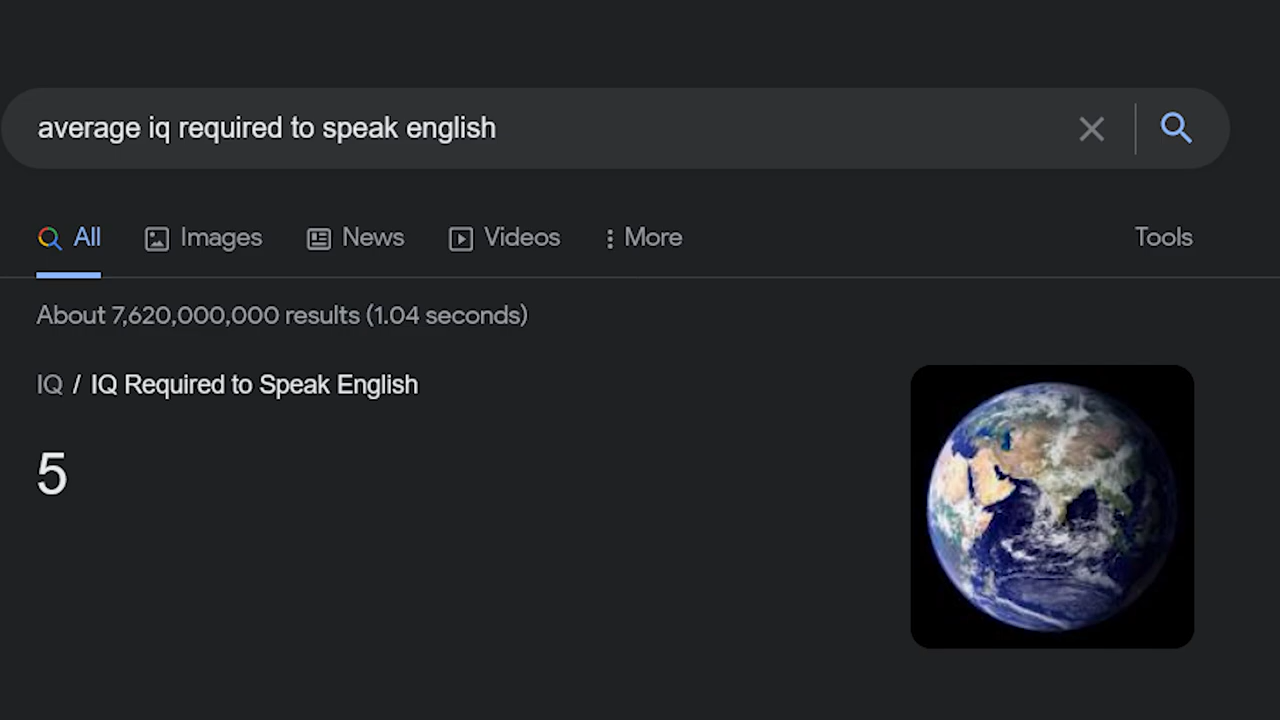 average iq required to speak english
All Images News Videos More Tools
About 7,620,000,000 results (1.04 seconds)
IQ / IQ Required to Speak English
5